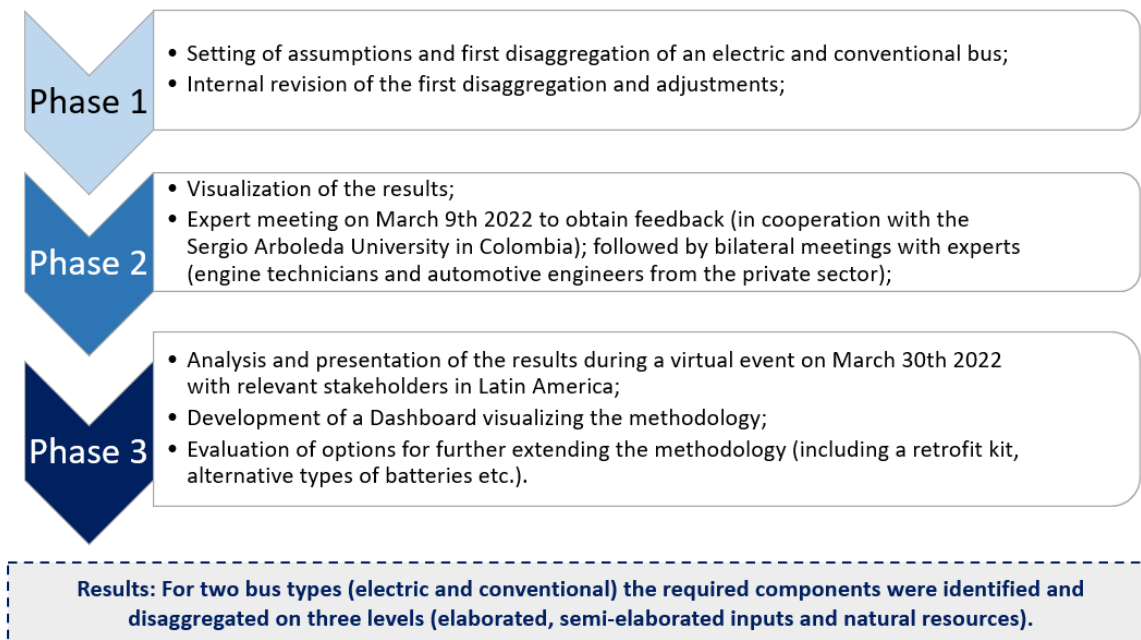 Phase 1
• Setting of assumptions and first disaggregation of an electric and conventional bus;
• Internal revision of the first disaggregation and adjustments;
Phase 2
• Visualization of the results;
• Expert meeting on March 9th 2022 to obtain feedback (in cooperation with the
Sergio Arboleda University in Colombia); followed by bilateral meetings with experts
(engine technicians and automotive engineers from the private sector);
Phase 3
• Analysis and presentation of the results during a virtual event on March 30th 2022
with relevant stakeholders in Latin America;
• Development of a Dashboard visualizing the methodology;
• Evaluation of options for further extending the methodology (including a retrofit kit,
alternative types of batteries etc.).
Results: For two bus types (electric and conventional) the required components were identified and
disaggregated on three levels (elaborated, semi-elaborated inputs and natural resources).